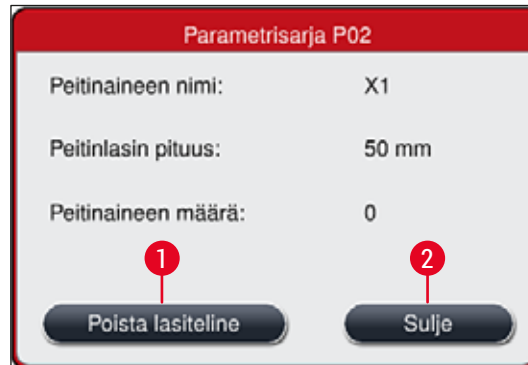 Parametrisarja P02
Peitinaineen nimi: X1
Peitinlasin pituus: 50 mm
Peitinaineen määrä: 0
1 2
Poista lasiteline Sulje